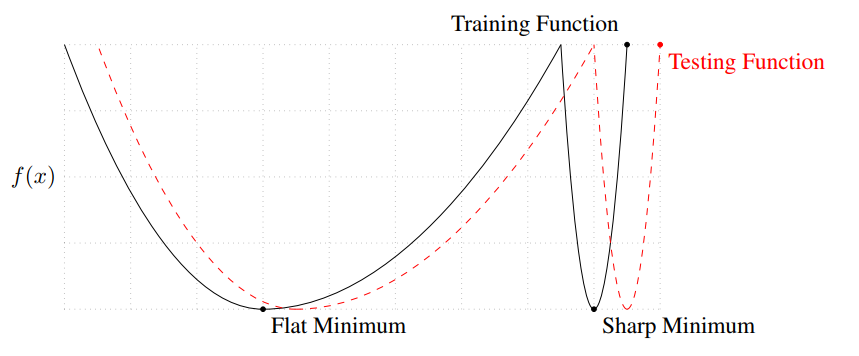 Training Function
Testing Function
f(x)
Flat Minimum
Sharp Minimum